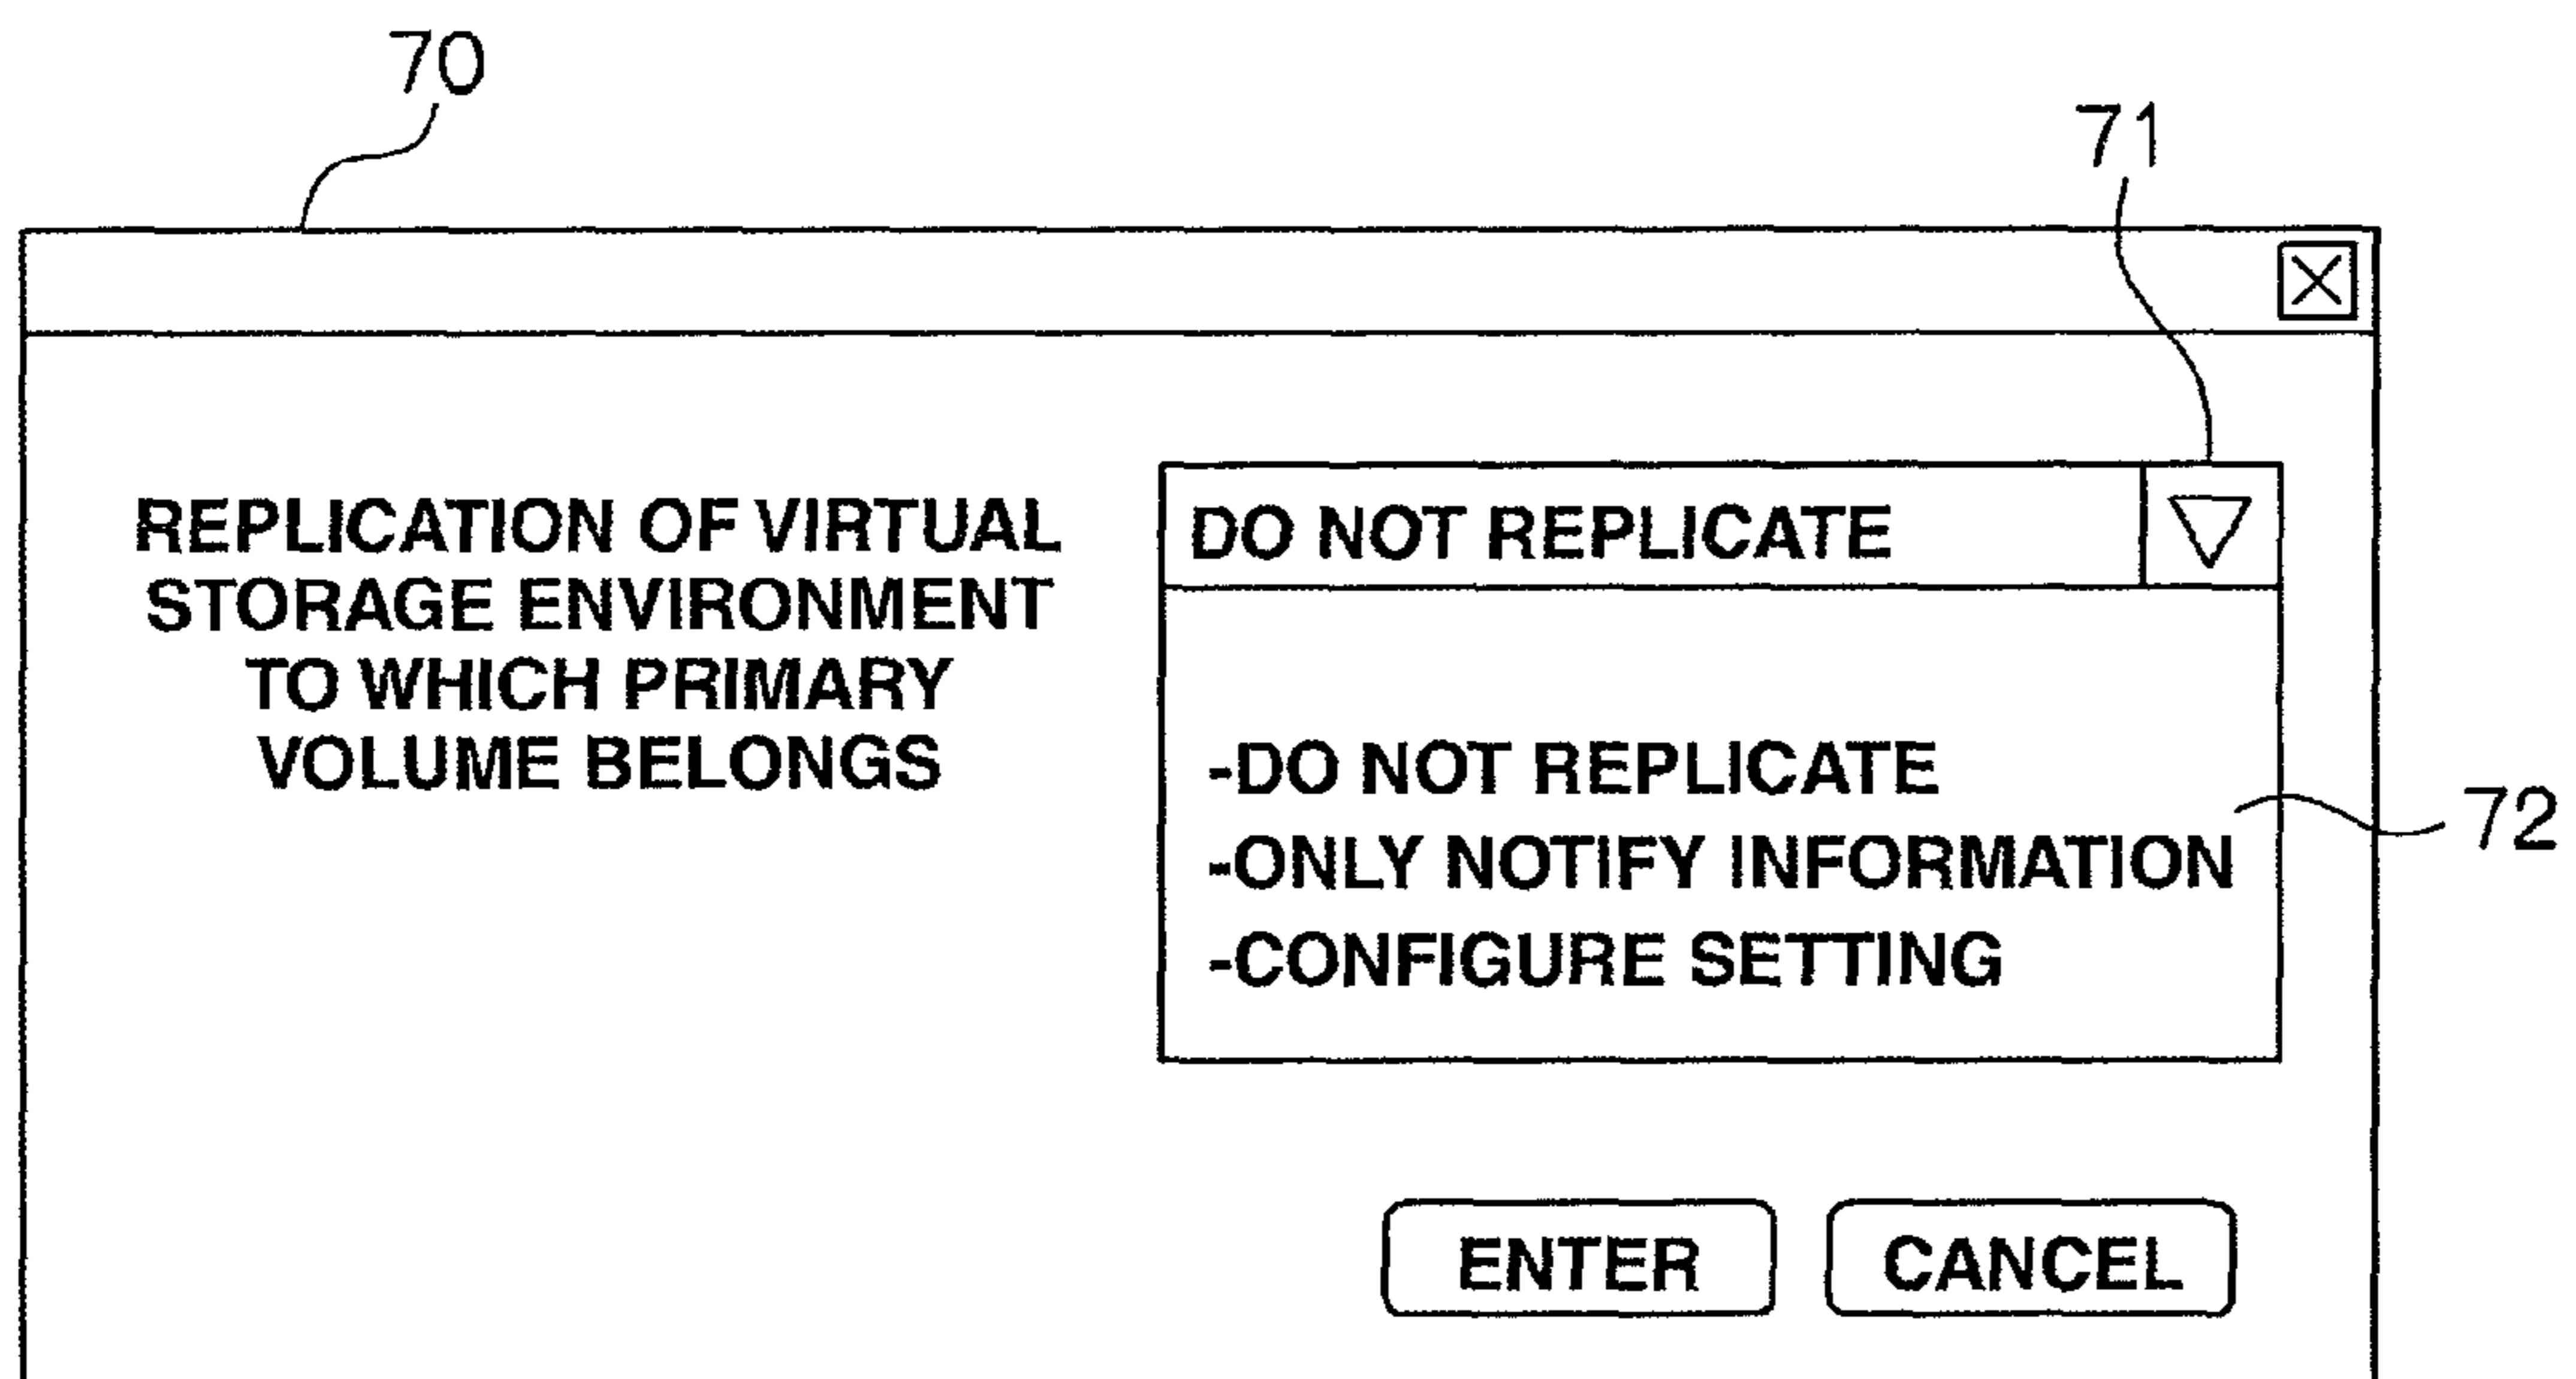 70
71
REPLICATION OF VIRTUAL
STORAGE ENVIRONMENT
TO WHICH PRIMARY
VOLUME BELONGS
DO NOT REPLICATE
-DO NOT REPLICATE
-ONLY NOTIFY INFORMATION
-CONFIGURE SETTING
72
ENTER
CANCEL